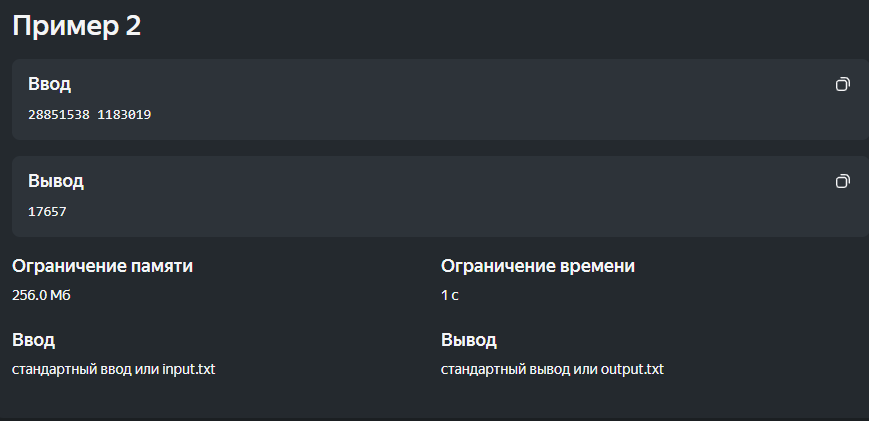 Пример 2
Ввод
28851538 1183019
Вывод
17657
Ограничение памяти
256.0 Мб
Ограничение времени
1 с
Ввод
стандартный ввод или input.txt
Вывод
стандартный вывод или output.txt